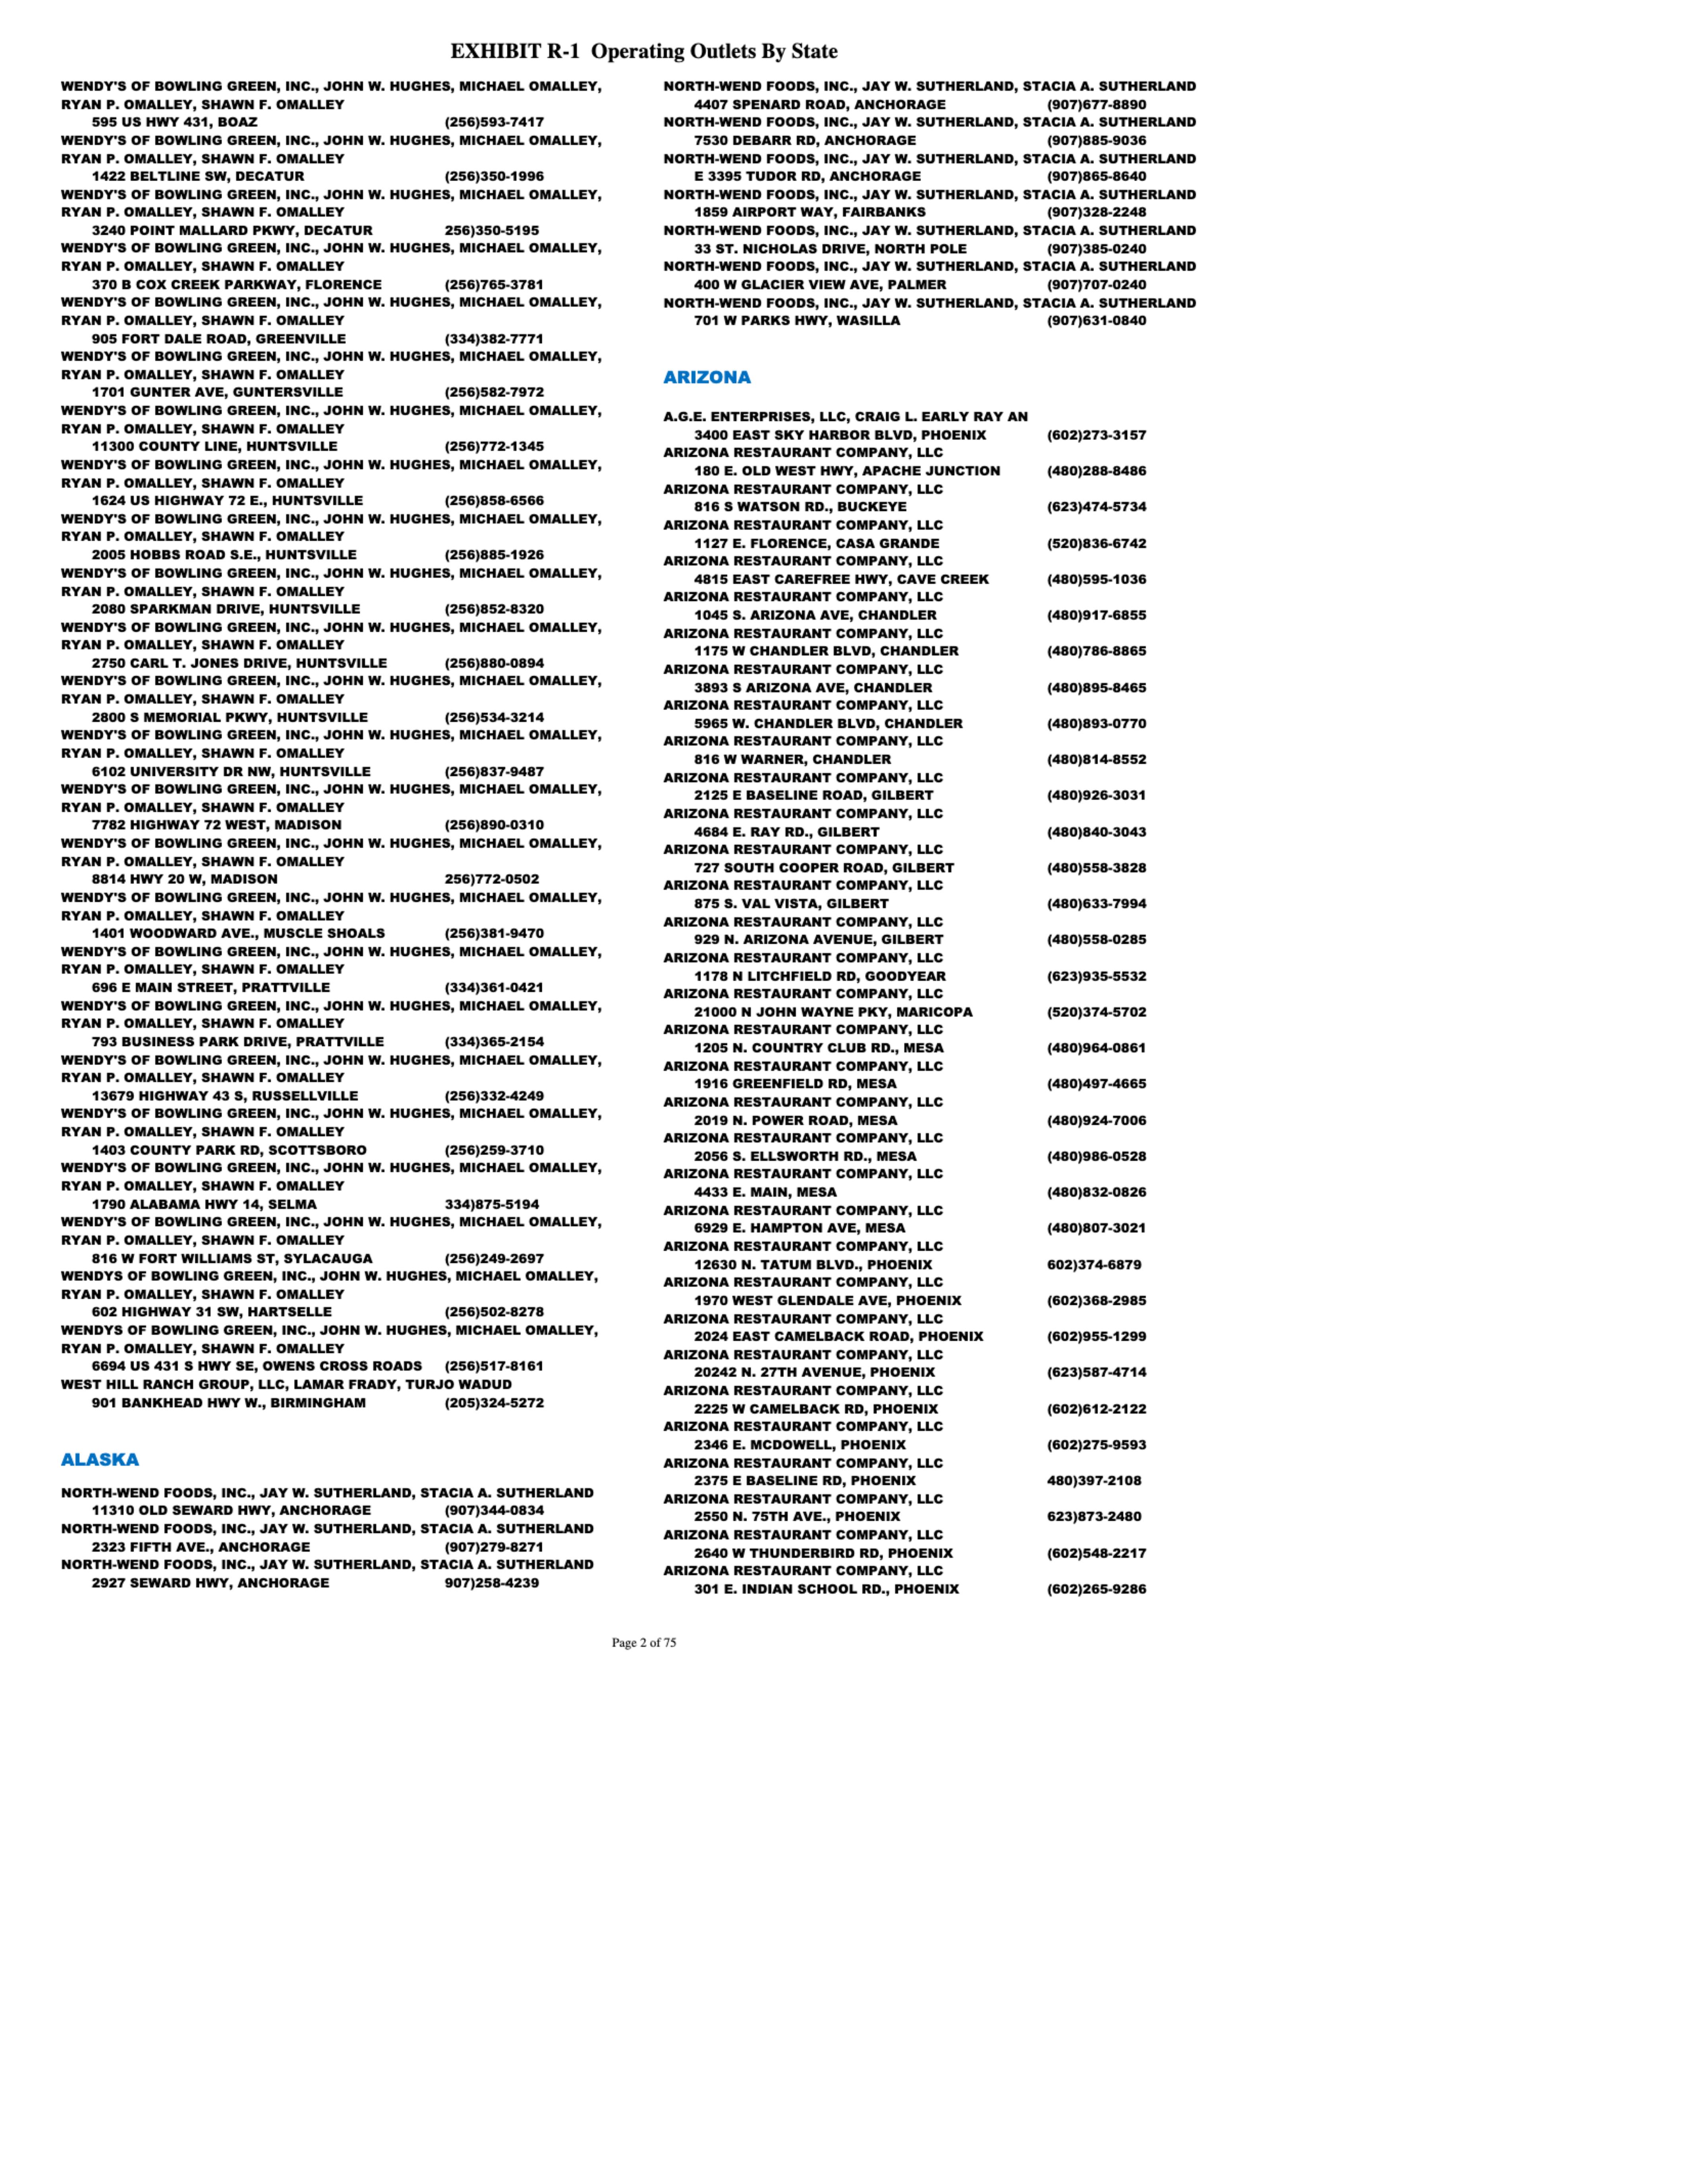 EXHIBIT R-1 Operating Outlets By State
WENDY'S OF BOWLING GREEN, INC., JOHN W. HUGHES, MICHAEL OMALLEY,
RYAN P. OMALLEY, SHAWN F. OMALLEY
595 US HWY 431, BOAZ (256)593-7417
WENDY'S OF BOWLING GREEN, INC., JOHN W. HUGHES, MICHAEL OMALLEY,
RYAN P. OMALLEY, SHAWN F. OMALLEY
1422 BELTLINE SW, DECATUR (256)350-1996
WENDY'S OF BOWLING GREEN, INC., JOHN W. HUGHES, MICHAEL OMALLEY,
RYAN P. OMALLEY, SHAWN F. OMALLEY
3240 POINT MALLARD PKWY, DECATUR 256)350-5195
WENDY'S OF BOWLING GREEN, INC., JOHN W. HUGHES, MICHAEL OMALLEY,
RYAN P. OMALLEY, SHAWN F. OMALLEY
370 B COX CREEK PARKWAY, FLORENCE (256)765-3781
WENDY'S OF BOWLING GREEN, INC., JOHN W. HUGHES, MICHAEL OMALLEY,
RYAN P. OMALLEY, SHAWN F. OMALLEY
905 FORT DALE ROAD, GREENVILLE (334)382-7771
WENDY'S OF BOWLING GREEN, INC., JOHN W. HUGHES, MICHAEL OMALLEY,
RYAN P. OMALLEY, SHAWN F. OMALLEY
1701 GUNTER AVE, GUNTERSVILLE (256)582-7972
WENDY'S OF BOWLING GREEN, INC., JOHN W. HUGHES, MICHAEL OMALLEY,
RYAN P. OMALLEY, SHAWN F. OMALLEY
11300 COUNTY LINE, HUNTSVILLE (256)772-1345
WENDY'S OF BOWLING GREEN, INC., JOHN W. HUGHES, MICHAEL OMALLEY,
RYAN P. OMALLEY, SHAWN F. OMALLEY
1624 US HIGHWAY 72 E., HUNTSVILLE (256)858-6566
WENDY'S OF BOWLING GREEN, INC., JOHN W. HUGHES, MICHAEL OMALLEY,
RYAN P. OMALLEY, SHAWN F. OMALLEY
2005 HOBBS ROAD S.E., HUNTSVILLE (256)885-1926
WENDY'S OF BOWLING GREEN, INC., JOHN W. HUGHES, MICHAEL OMALLEY,
RYAN P. OMALLEY, SHAWN F. OMALLEY
2080 SPARKMAN DRIVE, HUNTSVILLE (256)852-8320
WENDY'S OF BOWLING GREEN, INC., JOHN W. HUGHES, MICHAEL OMALLEY,
RYAN P. OMALLEY, SHAWN F. OMALLEY
2750 CARL T. JONES DRIVE, HUNTSVILLE (256)880-0894
WENDY'S OF BOWLING GREEN, INC., JOHN W. HUGHES, MICHAEL OMALLEY,
RYAN P. OMALLEY, SHAWN F. OMALLEY
2800 S MEMORIAL PKWY, HUNTSVILLE (256)534-3214
WENDY'S OF BOWLING GREEN, INC., JOHN W. HUGHES, MICHAEL OMALLEY,
RYAN P. OMALLEY, SHAWN F. OMALLEY
6102 UNIVERSITY DR NW, HUNTSVILLE (256)837-9487
WENDY'S OF BOWLING GREEN, INC., JOHN W. HUGHES, MICHAEL OMALLEY,
RYAN P. OMALLEY, SHAWN F. OMALLEY
7782 HIGHWAY 72 WEST, MADISON (256)890-0310
WENDY'S OF BOWLING GREEN, INC., JOHN W. HUGHES, MICHAEL OMALLEY,
RYAN P. OMALLEY, SHAWN F. OMALLEY
8814 HWY 20 W, MADISON 256)772-0502
WENDY'S OF BOWLING GREEN, INC., JOHN W. HUGHES, MICHAEL OMALLEY,
RYAN P. OMALLEY, SHAWN F. OMALLEY
1401 WOODWARD AVE., MUSCLE SHOALS (256)381-9470
WENDY'S OF BOWLING GREEN, INC., JOHN W. HUGHES, MICHAEL OMALLEY,
RYAN P. OMALLEY, SHAWN F. OMALLEY
696 E MAIN STREET, PRATTVILLE (334)361-0421
WENDY'S OF BOWLING GREEN, INC., JOHN W. HUGHES, MICHAEL OMALLEY,
RYAN P. OMALLEY, SHAWN F. OMALLEY
793 BUSINESS PARK DRIVE, PRATTVILLE (334)365-2154
WENDY'S OF BOWLING GREEN, INC., JOHN W. HUGHES, MICHAEL OMALLEY,
RYAN P. OMALLEY, SHAWN F. OMALLEY
13679 HIGHWAY 43 S, RUSSELLVILLE (256)332-4249
WENDY'S OF BOWLING GREEN, INC., JOHN W. HUGHES, MICHAEL OMALLEY,
RYAN P. OMALLEY, SHAWN F. OMALLEY
1403 COUNTY PARK RD, SCOTTSBORO (256)259-3710
WENDY'S OF BOWLING GREEN, INC., JOHN W. HUGHES, MICHAEL OMALLEY,
RYAN P. OMALLEY, SHAWN F. OMALLEY
1790 ALABAMA HWY 14, SELMA 334)875-5194
WENDY'S OF BOWLING GREEN, INC., JOHN W. HUGHES, MICHAEL OMALLEY,
RYAN P. OMALLEY, SHAWN F. OMALLEY
816 W FORT WILLIAMS ST, SYLACAUGA (256)249-2697
WENDYS OF BOWLING GREEN, INC., JOHN W. HUGHES, MICHAEL OMALLEY,
RYAN P. OMALLEY, SHAWN F. OMALLEY
602 HIGHWAY 31 SW, HARTSELLE (256)502-8278
WENDYS OF BOWLING GREEN, INC., JOHN W. HUGHES, MICHAEL OMALLEY,
RYAN P. OMALLEY, SHAWN F. OMALLEY
6694 US 431 S HWY SE, OWENS CROSS ROADS (256)517-8161
WEST HILL RANCH GROUP, LLC, LAMAR FRADY, TURJO WADUD
901 BANKHEAD HWY W., BIRMINGHAM (205)324-5272
ALASKA
NORTH-WEND FOODS, INC., JAY W. SUTHERLAND, STACIA A. SUTHERLAND
11310 OLD SEWARD HWY, ANCHORAGE (907)344-0834
NORTH-WEND FOODS, INC., JAY W. SUTHERLAND, STACIA A. SUTHERLAND
2323 FIFTH AVE., ANCHORAGE (907)279-8271
NORTH-WEND FOODS, INC., JAY W. SUTHERLAND, STACIA A. SUTHERLAND
2927 SEWARD HWY, ANCHORAGE 907)258-4239
NORTH-WEND FOODS, INC., JAY W. SUTHERLAND, STACIA A. SUTHERLAND
4407 SPENARD ROAD, ANCHORAGE (907)677-8890
NORTH-WEND FOODS, INC., JAY W. SUTHERLAND, STACIA A. SUTHERLAND
7530 DEBARR RD, ANCHORAGE (907)885-9036
NORTH-WEND FOODS, INC., JAY W. SUTHERLAND, STACIA A. SUTHERLAND
E 3395 TUDOR RD, ANCHORAGE (907)865-8640
NORTH-WEND FOODS, INC., JAY W. SUTHERLAND, STACIA A. SUTHERLAND
1859 AIRPORT WAY, FAIRBANKS (907)328-2248
NORTH-WEND FOODS, INC., JAY W. SUTHERLAND, STACIA A. SUTHERLAND
33 ST. NICHOLAS DRIVE, NORTH POLE (907)385-0240
NORTH-WEND FOODS, INC., JAY W. SUTHERLAND, STACIA A. SUTHERLAND
400 W GLACIER VIEW AVE, PALMER (907)707-0240
NORTH-WEND FOODS, INC., JAY W. SUTHERLAND, STACIA A. SUTHERLAND
701 W PARKS HWY, WASILLA (907)631-0840
ARIZONA
A.G.E. ENTERPRISES, LLC, CRAIG L. EARLY RAY AN
3400 EAST SKY HARBOR BLVD, PHOENIX (602)273-3157
ARIZONA RESTAURANT COMPANY, LLC
180 E. OLD WEST HWY, APACHE JUNCTION (480)288-8486
ARIZONA RESTAURANT COMPANY, LLC
816 S WATSON RD., BUCKEYE (623)474-5734
ARIZONA RESTAURANT COMPANY, LLC
1127 E. FLORENCE, CASA GRANDE (520)836-6742
ARIZONA RESTAURANT COMPANY, LLC
4815 EAST CAREFREE HWY, CAVE CREEK (480)595-1036
ARIZONA RESTAURANT COMPANY, LLC
1045 S. ARIZONA AVE, CHANDLER (480)917-6855
ARIZONA RESTAURANT COMPANY, LLC
1175 W CHANDLER BLVD, CHANDLER (480)786-8865
ARIZONA RESTAURANT COMPANY, LLC
3893 S ARIZONA AVE, CHANDLER (480)895-8465
ARIZONA RESTAURANT COMPANY, LLC
5965 W. CHANDLER BLVD, CHANDLER (480)893-0770
ARIZONA RESTAURANT COMPANY, LLC
816 W WARNER, CHANDLER (480)814-8552
ARIZONA RESTAURANT COMPANY, LLC
2125 E BASELINE ROAD, GILBERT (480)926-3031
ARIZONA RESTAURANT COMPANY, LLC
4684 E. RAY RD., GILBERT (480)840-3043
ARIZONA RESTAURANT COMPANY, LLC
727 SOUTH COOPER ROAD, GILBERT (480)558-3828
ARIZONA RESTAURANT COMPANY, LLC
875 S. VAL VISTA, GILBERT (480)633-7994
ARIZONA RESTAURANT COMPANY, LLC
929 N. ARIZONA AVENUE, GILBERT (480)558-0285
ARIZONA RESTAURANT COMPANY, LLC
1178 N LITCHFIELD RD, GOODYEAR (623)935-5532
ARIZONA RESTAURANT COMPANY, LLC
21000 N JOHN WAYNE PKY, MARICOPA (520)374-5702
ARIZONA RESTAURANT COMPANY, LLC
1205 N. COUNTRY CLUB RD., MESA (480)964-0861
ARIZONA RESTAURANT COMPANY, LLC
1916 GREENFIELD RD, MESA (480)497-4665
ARIZONA RESTAURANT COMPANY, LLC
2019 N. POWER ROAD, MESA (480)924-7006
ARIZONA RESTAURANT COMPANY, LLC
2056 S. ELLSWORTH RD., MESA (480)986-0528
ARIZONA RESTAURANT COMPANY, LLC
4433 E. MAIN, MESA (480)832-0826
ARIZONA RESTAURANT COMPANY, LLC
6929 E. HAMPTON AVE, MESA (480)807-3021
ARIZONA RESTAURANT COMPANY, LLC
12630 N. TATUM BLVD., PHOENIX 602)374-6879
ARIZONA RESTAURANT COMPANY, LLC
1970 WEST GLENDALE AVE, PHOENIX (602)368-2985
ARIZONA RESTAURANT COMPANY, LLC
2024 EAST CAMELBACK ROAD, PHOENIX (602)955-1299
ARIZONA RESTAURANT COMPANY, LLC
20242 N. 27TH AVENUE, PHOENIX (623)587-4714
ARIZONA RESTAURANT COMPANY, LLC
2225 W CAMELBACK RD, PHOENIX (602)612-2122
ARIZONA RESTAURANT COMPANY, LLC
2346 E. MCDOWELL, PHOENIX (602)275-9593
ARIZONA RESTAURANT COMPANY, LLC
2375 E BASELINE RD, PHOENIX 480)397-2108
ARIZONA RESTAURANT COMPANY, LLC
2550 N. 75TH AVE., PHOENIX 623)873-2480
ARIZONA RESTAURANT COMPANY, LLC
2640 W THUNDERBIRD RD, PHOENIX (602)548-2217
ARIZONA RESTAURANT COMPANY, LLC
301 E. INDIAN SCHOOL RD., PHOENIX (602)265-9286
Page 2 of 75